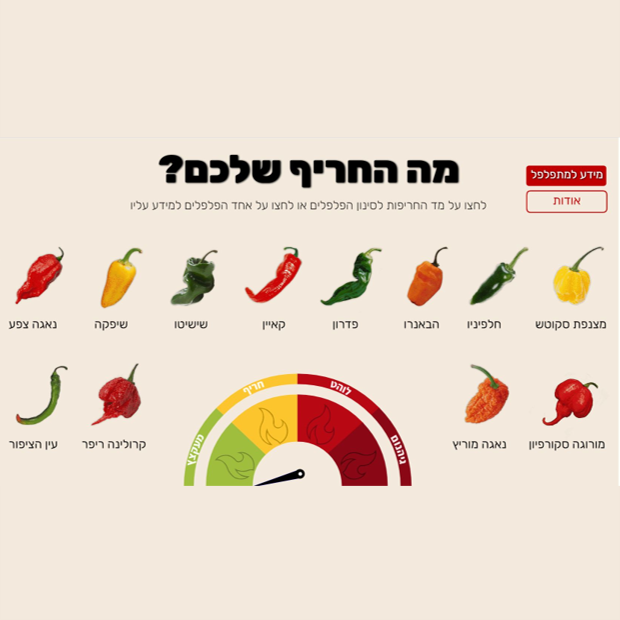 מה החריף שלכם?
לחצו על מד החריפות לסינון הפלפלים או לחצו על אחד הפלפלים למידע עליו
מידע למתפלפל
אודות
מצנפת סקוטש
חלפיניו
הבאנרו
פדרון
קאיין
שישיטו
שיפקה
נאגה צפע
מורוגה סקורפיון
נאגה מוריץ
קרולינה ריפר
עין הציפור
גיהנום
לוהט
חריף
מעקצץ